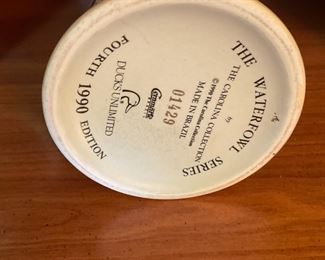 THE WATERFOWL SERIES
by
THE CAROLINA COLLECTION
©1990 The Carolina Collection
MADE IN BRAZIL
01429
DUCKS UNLIMITED
FOURTH 1990 EDITION